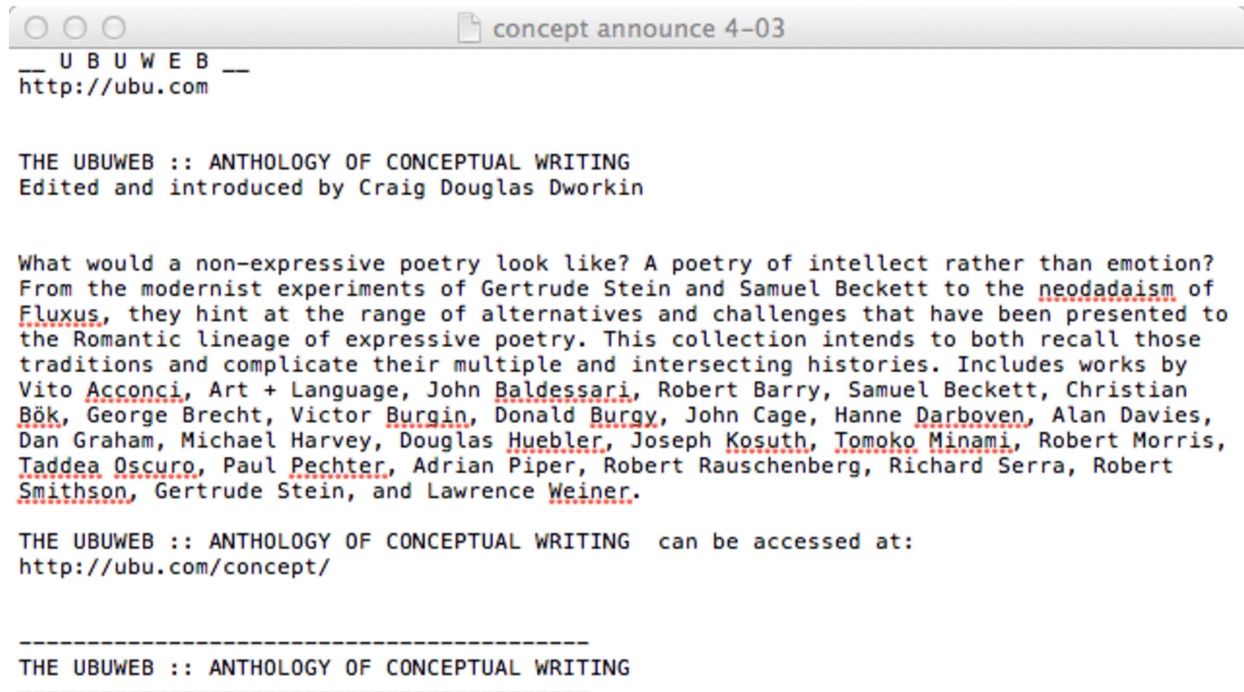 concept announce 4-03
__ U B U W E B __
http://ubu.com
THE UBUWEB :: ANTHOLOGY OF CONCEPTUAL WRITING
Edited and introduced by Craig Douglas Dworkin
What would a non-expressive poetry look like? A poetry of intellect rather than emotion?
From the modernist experiments of Gertrude Stein and Samuel Beckett to the neodadaism of
Fluxus, they hint at the range of alternatives and challenges that have been presented to
the Romantic lineage of expressive poetry. This collection intends to both recall those
traditions and complicate their multiple and intersecting histories. Includes works by
Vito Acconci, Art + Language, John Baldessari, Robert Barry, Samuel Beckett, Christian
Bök, George Brecht, Victor Burgin, Donald Burgy, John Cage, Hanne Darboven, Alan Davies,
Dan Graham, Michael Harvey, Douglas Huebler, Joseph Kosuth, Tomoko Minami, Robert Morris,
Taddea Oscuro, Paul Pechter, Adrian Piper, Robert Rauschenberg, Richard Serra, Robert
Smithson, Gertrude Stein, and Lawrence Weiner.
THE UBUWEB :: ANTHOLOGY OF CONCEPTUAL WRITING  can be accessed at:
http://ubu.com/concept/
------------------------------------------
THE UBUWEB :: ANTHOLOGY OF CONCEPTUAL WRITING
------------------------------------------